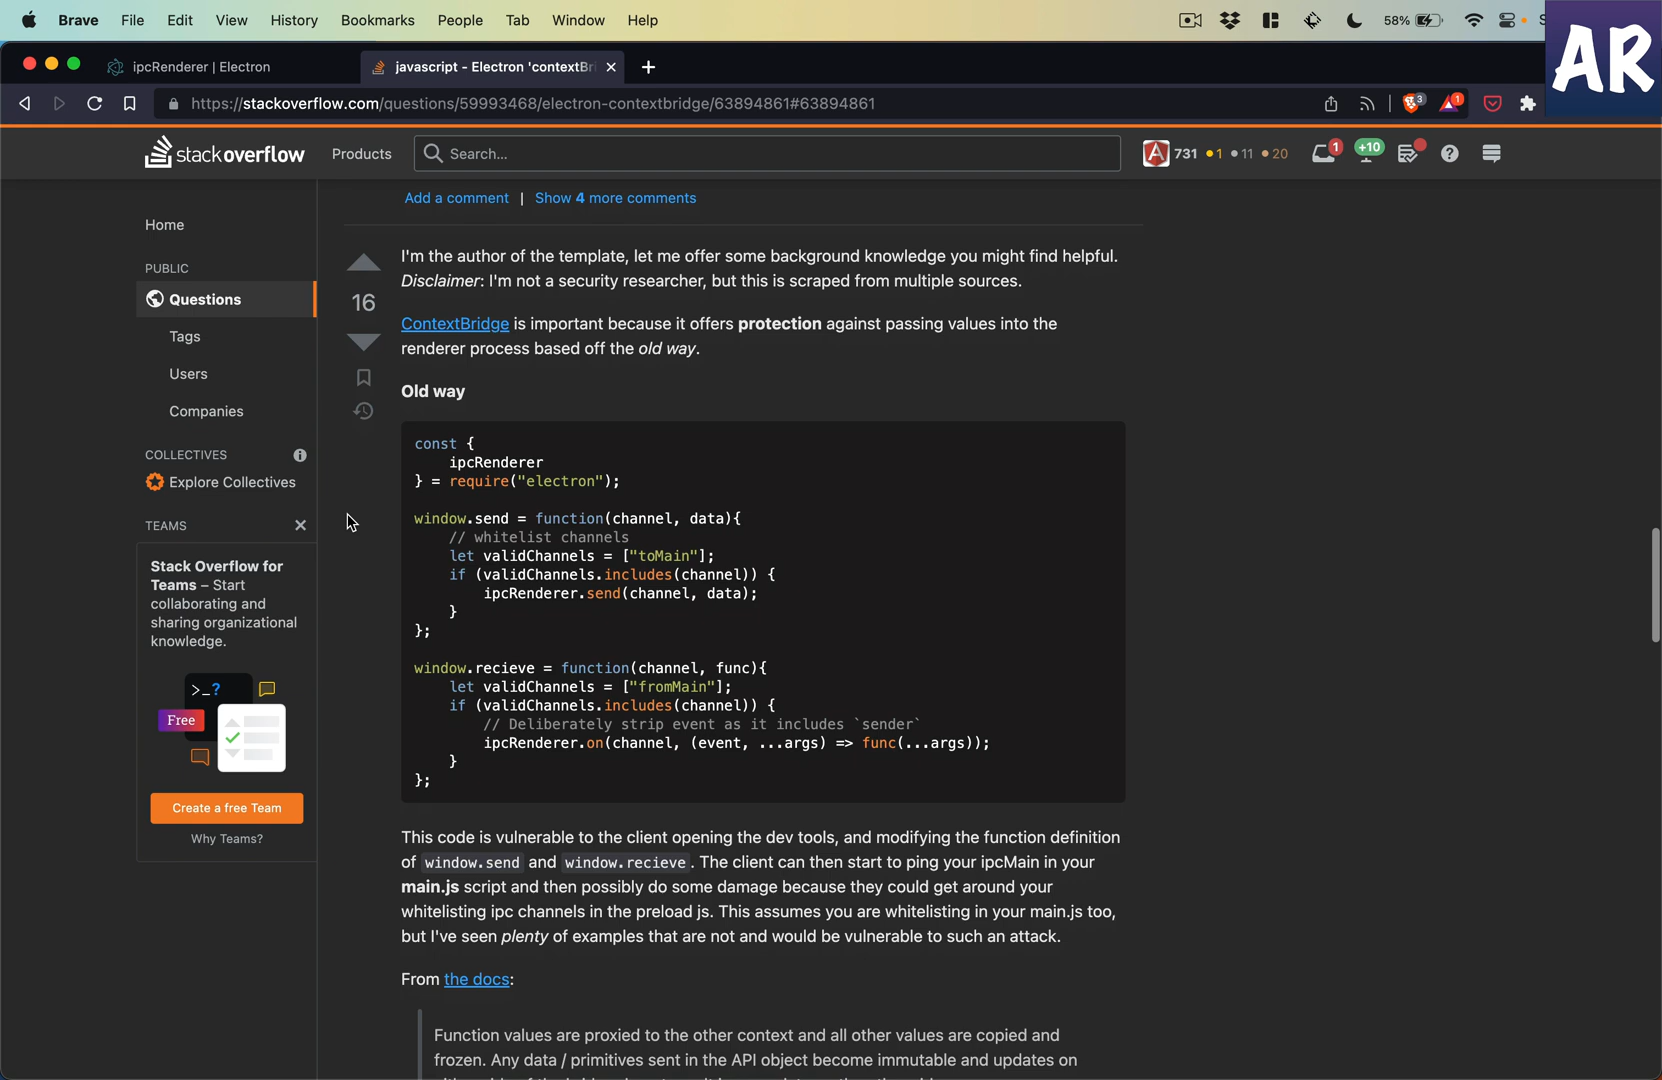 Brave File Edit View History Bookmarks People Tab Window Help 58%
AR
ipcRenderer | Electron
javascript - Electron 'contextBri
https://stackoverflow.com/questions/59993468/electron-contextbridge/63894861#63894861
3
1
stackoverflow Products Search... 731 1 11 20 1 +10
Home
PUBLIC
Questions
Tags
Users
Companies
COLLECTIVES
Explore Collectives
TEAMS
Stack Overflow for
Teams – Start
collaborating and
sharing organizational
knowledge.
>_?
Free
Create a free Team
Why Teams?
Add a comment | Show 4 more comments
16
I'm the author of the template, let me offer some background knowledge you might find helpful.
Disclaimer: I'm not a security researcher, but this is scraped from multiple sources.
ContextBridge is important because it offers protection against passing values into the
renderer process based off the old way.
Old way
const {
    ipcRenderer
} = require("electron");
window.send = function(channel, data){
    // whitelist channels
    let validChannels = ["toMain"];
    if (validChannels.includes(channel)) {
        ipcRenderer.send(channel, data);
    }
};
window.recieve = function(channel, func){
    let validChannels = ["fromMain"];
    if (validChannels.includes(channel)) {
        // Deliberately strip event as it includes `sender`
        ipcRenderer.on(channel, (event, ...args) => func(...args));
    }
};
This code is vulnerable to the client opening the dev tools, and modifying the function definition
of window.send and window.recieve. The client can then start to ping your ipcMain in your
main.js script and then possibly do some damage because they could get around your
whitelisting ipc channels in the preload js. This assumes you are whitelisting in your main.js too,
but I've seen plenty of examples that are not and would be vulnerable to such an attack.
From the docs:
Function values are proxied to the other context and all other values are copied and
frozen. Any data / primitives sent in the API object become immutable and updates on